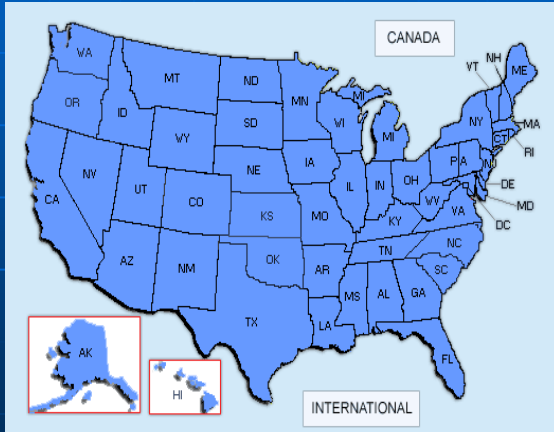 CANADA
WA
MT
ND
MN
MI
VT
NH
ME
OR
ID
SD
WI
MI
NY
MA
WY
CT
RI
NV
NE
IA
PA
NJ
CA
UT
CO
IL
IN
OH
DE
KS
MO
WV
MD
VA
DC
KY
AZ
NM
OK
AR
TN
NC
SC
MS
AL
GA
TX
LA
FL
AK
HI
INTERNATIONAL